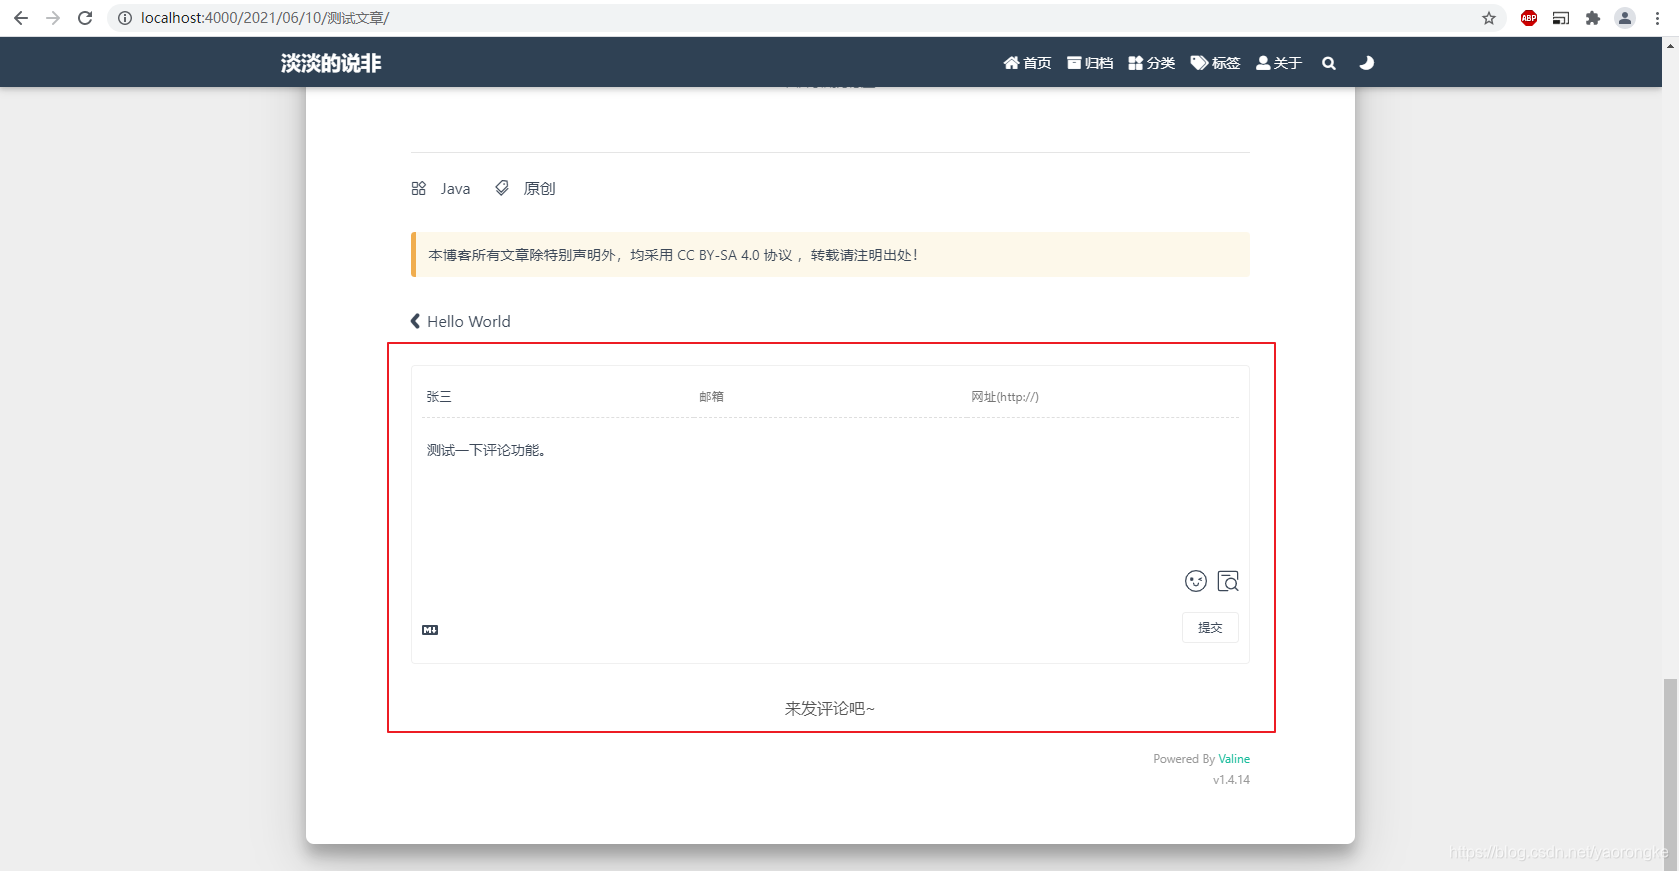 localhost:4000/2021/06/10/测试文章/
ABP
淡淡的说非
首页 归档 分类 标签 关于
Java 原创
本博客所有文章除特别声明外，均采用 CC BY-SA 4.0 协议 ，转载请注明出处！
Hello World
张三 邮箱 网址(http://)
测试一下评论功能。
M↓
提交
来发评论吧~
Powered By Valine
v1.4.14
https://blog.csdn.net/yaorongke